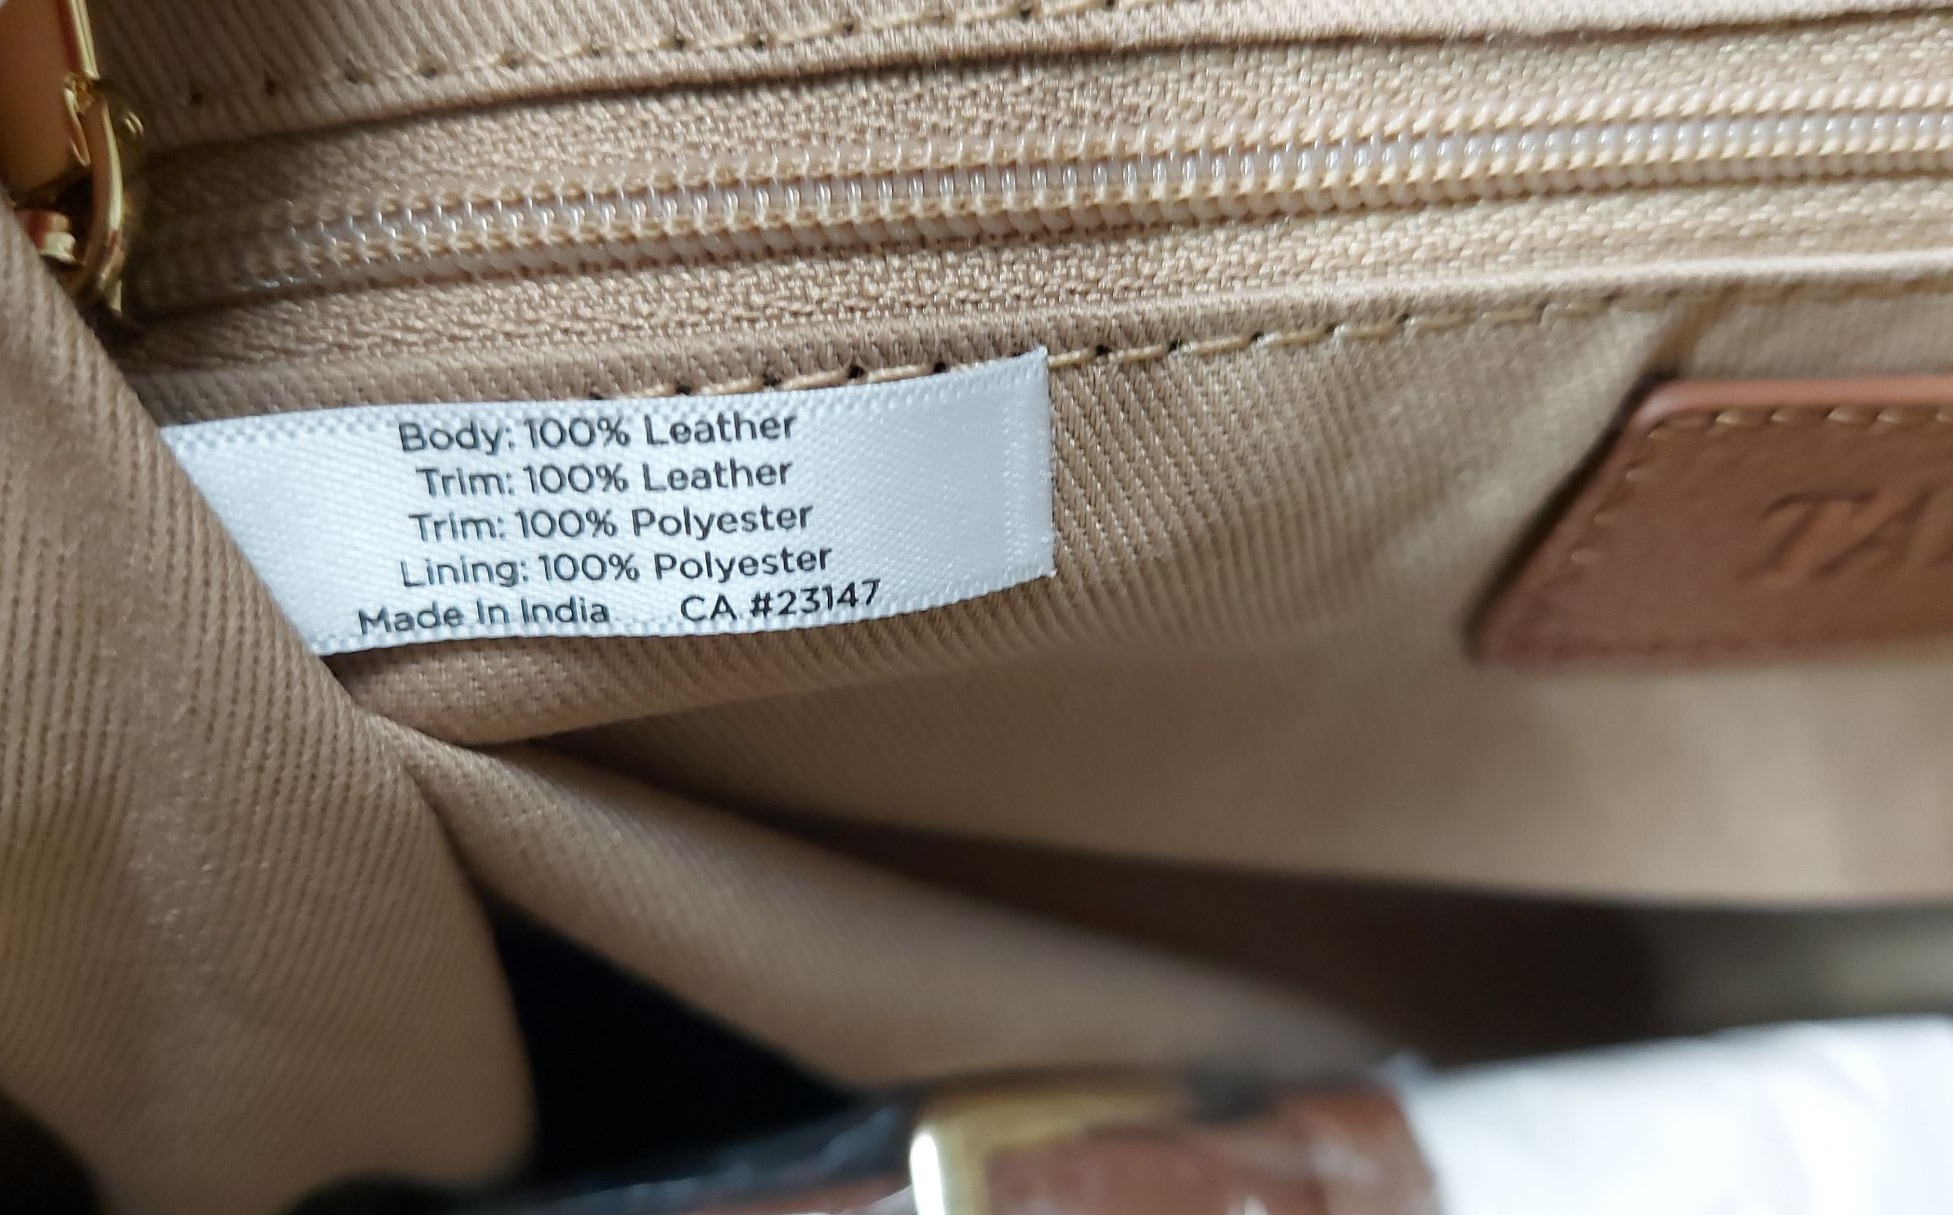 Body: 100% Leather
Trim: 100% Leather
Trim: 100% Polyester
Lining: 100% Polyester
Made In India CA #23147